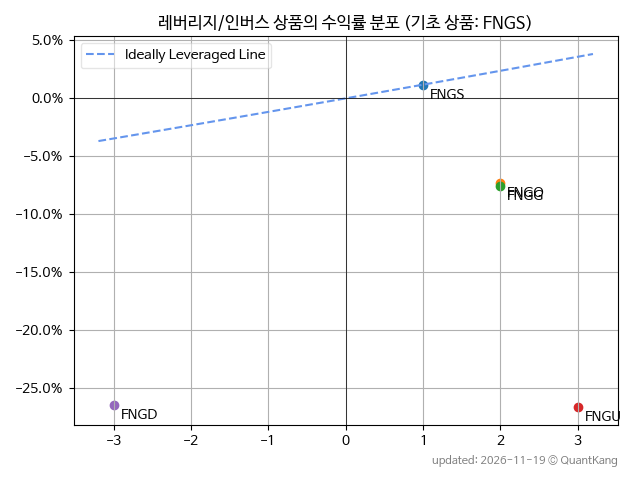 레버리지/인버스 상품의 수익률 분포 (기초 상품: FNGS)
5.0%
Ideally Leveraged Line
FNGS
0.0%
−5.0%
FNGO
FNGG
−10.0%
−15.0%
−20.0%
−25.0%
FNGD
FNGU
−3 −2 −1 0 1 2 3
updated: 2026-11-19 © QuantKang